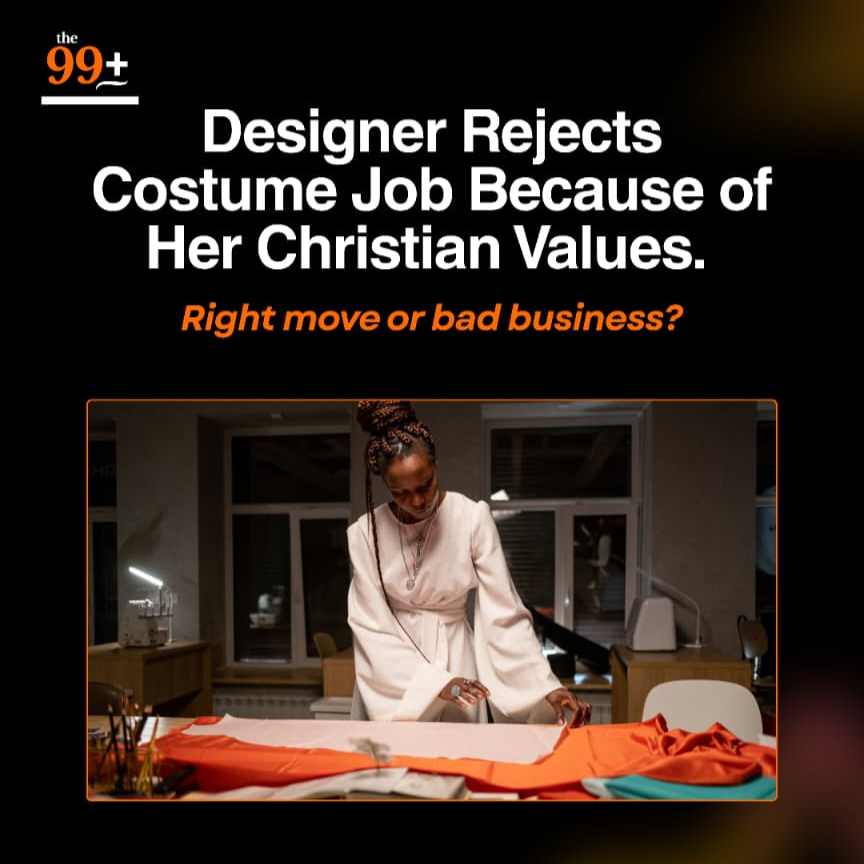 the
99+
Designer Rejects
Costume Job Because of
Her Christian Values.
Right move or bad business?